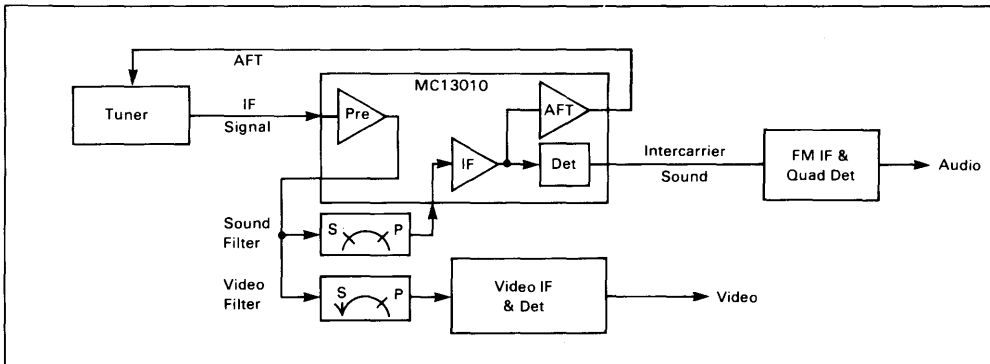 AFT
MC13010
Tuner
IF
Signal
Pre
AFT
IF
Det
Intercarrier
Sound
FM IF &
Quad Det
Audio
Sound
Filter
S
P
Video
Filter
S
P
Video IF
& Det
Video